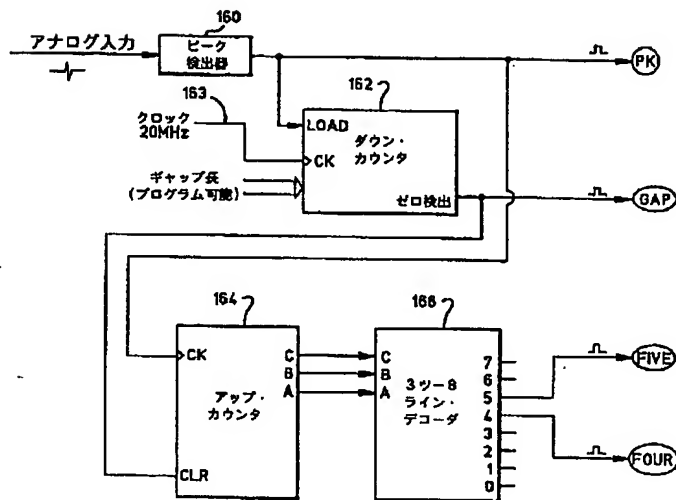 160
アナログ入力
ピーク
検出器
PK
163
162
クロック
20MHz
LOAD
CK
ダウン・
カウンタ
ギャップ長
(プログラム可能)
ゼロ検出
GAP
164
166
CK
C
B
A
C
B
A
アップ・
カウンタ
3ツー8
ライン・
デコーダ
7
6
5
4
3
2
1
0
CLR
FIVE
FOUR